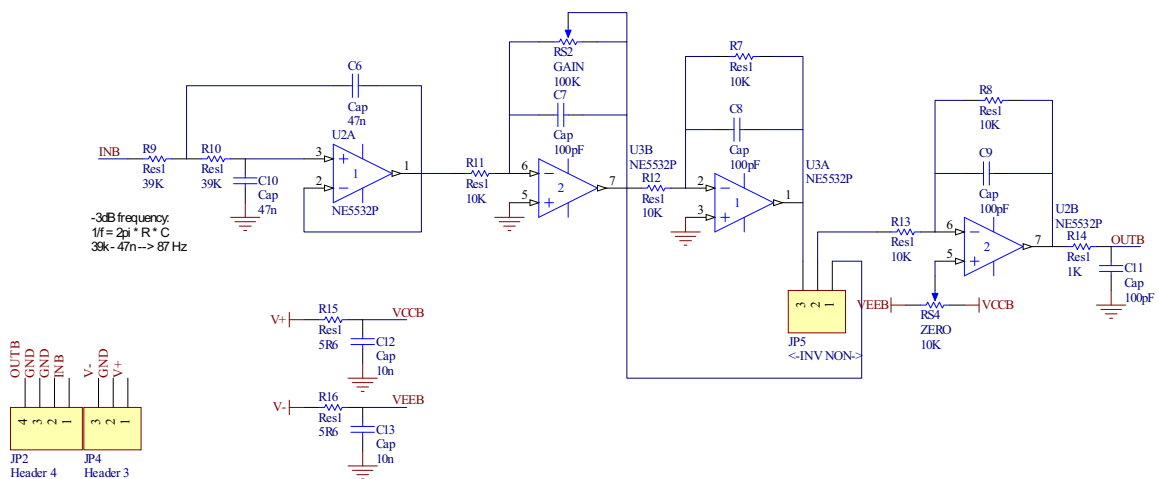 RS2
GAIN
100K
C7
Cap
100pF
R7
Res1
10K
C8
Cap
100pF
C6
Cap
47n
U2A
INB
R9
Res1
39K
R10
Res1
39K
C10
Cap
47n
3
2
1
1
NE5532P
R11
Res1
10K
6
5
2
7
U3B
NE5532P
R12
Res1
10K
2
3
1
1
U3A
NE5532P
R8
Res1
10K
C9
Cap
100pF
R13
Res1
10K
6
5
2
7
U2B
NE5532P
R14
Res1
1K
OUTB
C11
Cap
100pF
VEEB
VCCB
RS4
ZERO
10K
3
2
1
JP5
<-INV NON->
-3dB frequency:
1/f = 2pi * R * C
39k - 47n --> 87 Hz
V+
R15
Res1
5R6
VCCB
C12
Cap
10n
V-
R16
Res1
5R6
VEEB
C13
Cap
10n
OUTB
GND
GND
INB
4
3
2
1
JP2
Header 4
V-
GND
V+
3
2
1
JP4
Header 3